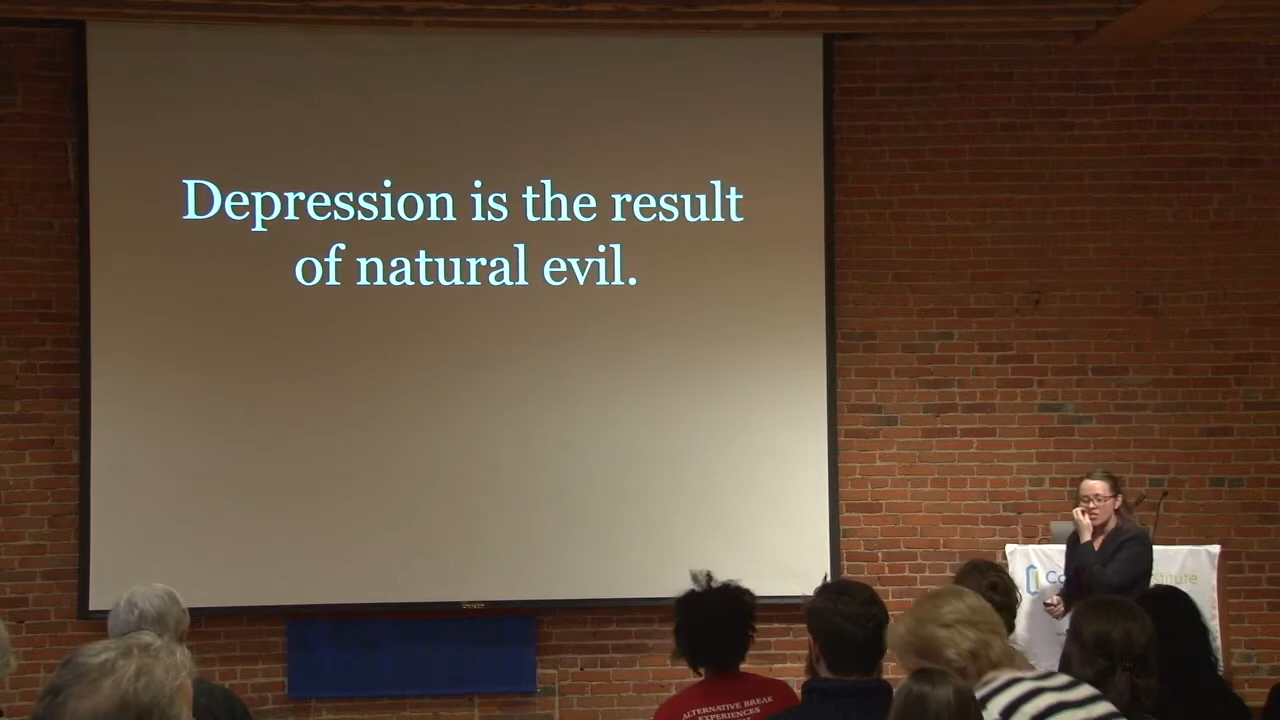 Depression is the result
of natural evil.
ALTERNATIVE BREAK
EXPERIENCES